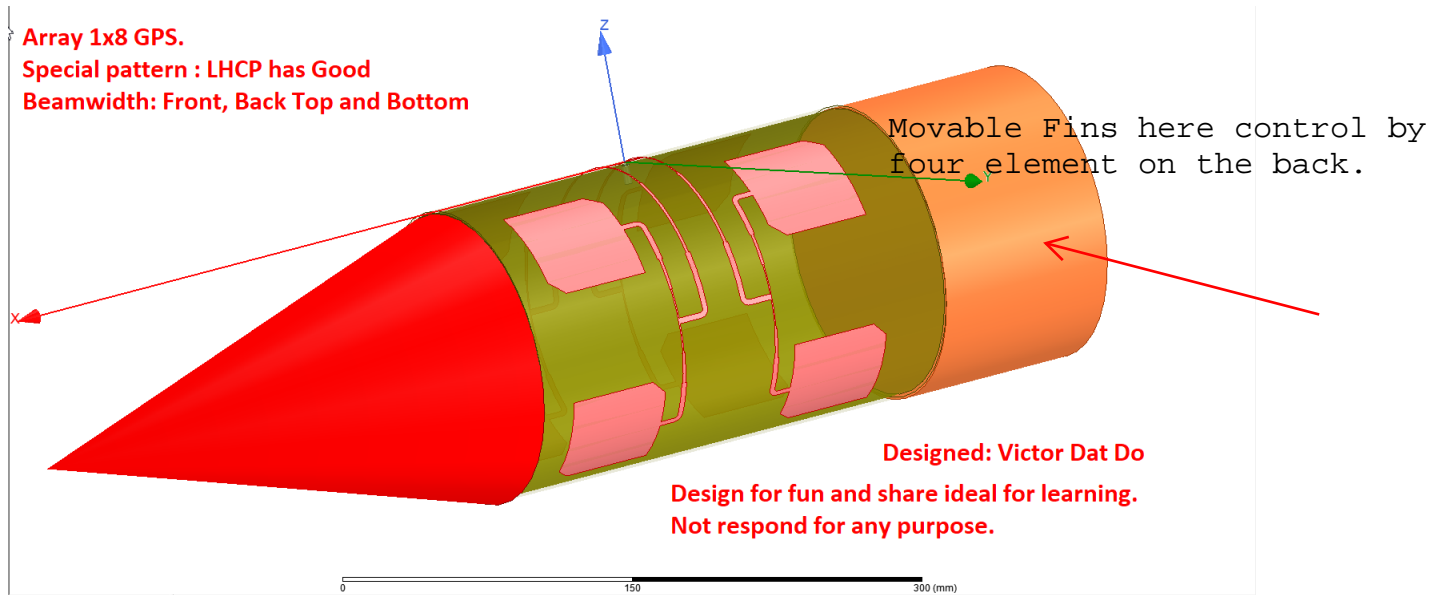 Array 1x8 GPS.
Special pattern : LHCP has Good
Beamwidth: Front, Back Top and Bottom
Z
Movable Fins here control by
four element on the back.
Y
X
Designed: Victor Dat Do
Design for fun and share ideal for learning.
Not respond for any purpose.
0 150 300 (mm)